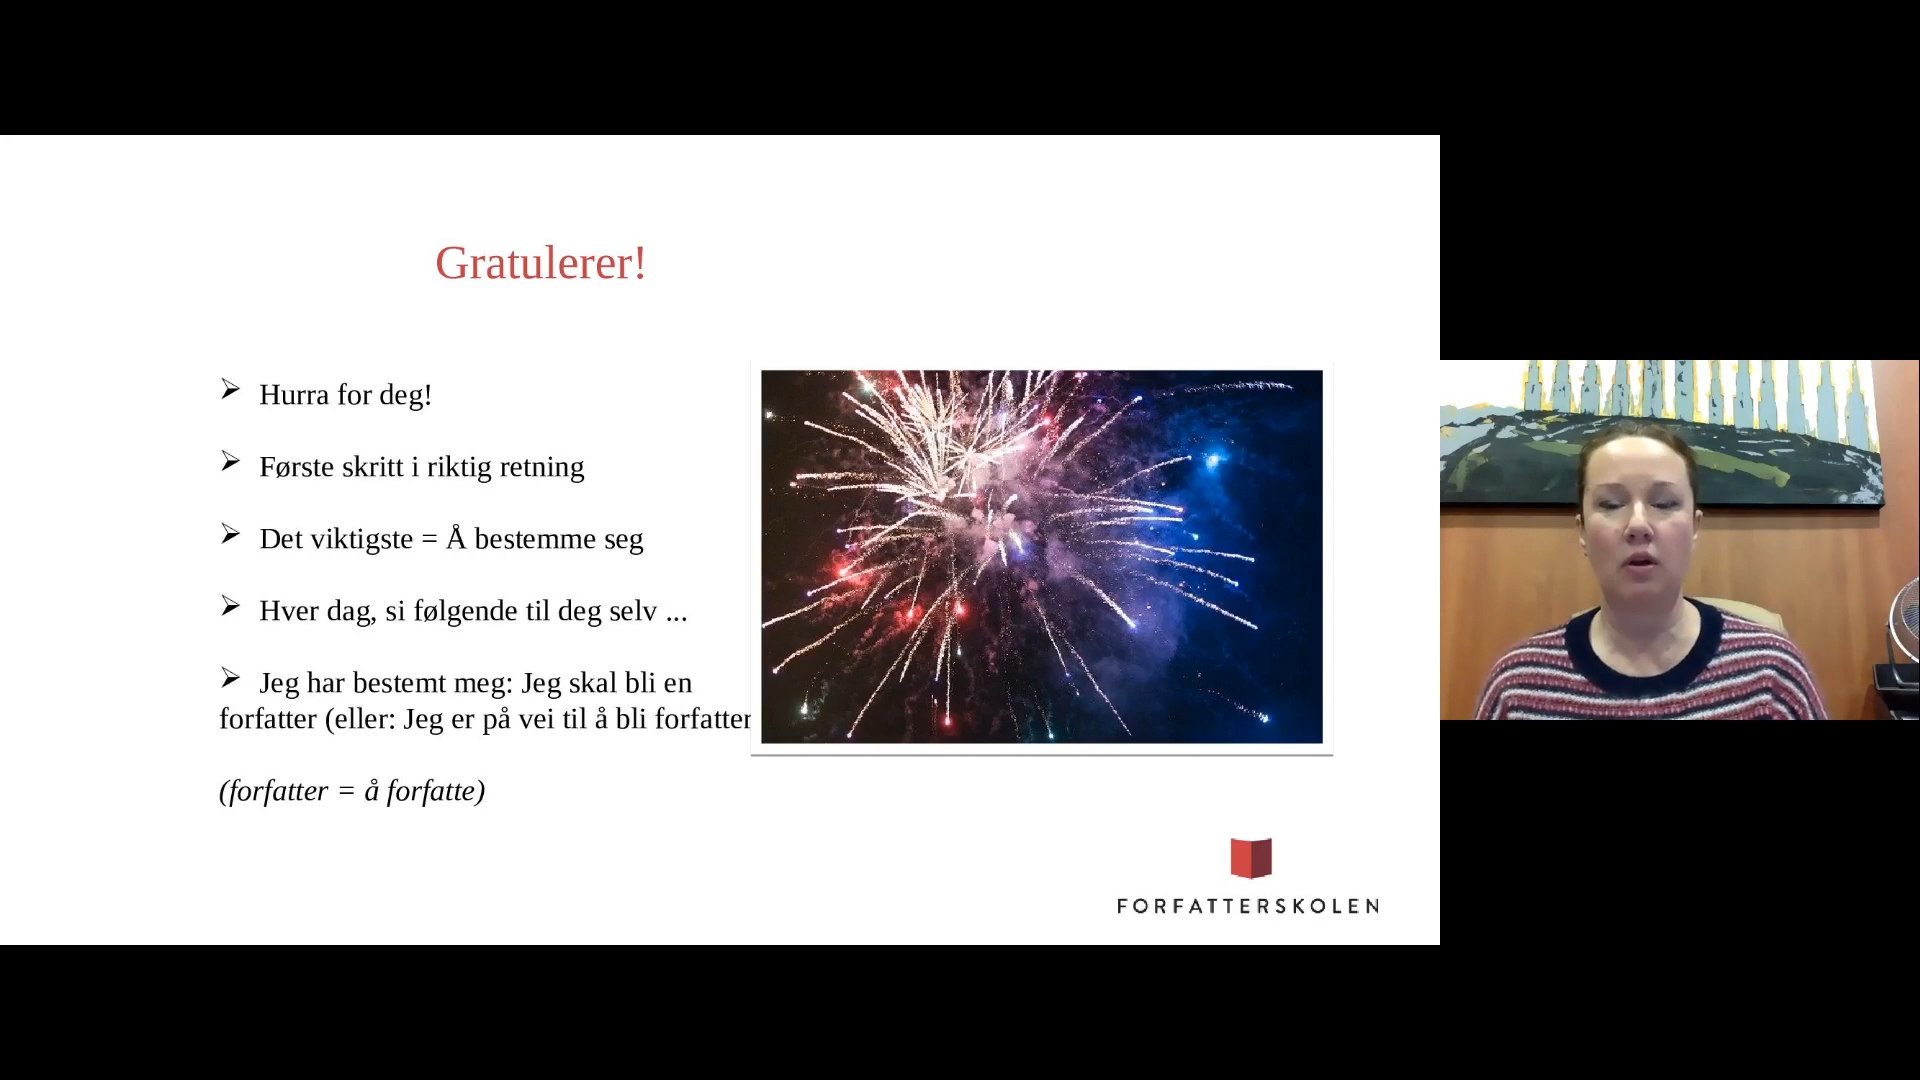 Gratulerer!
Hurra for deg!
Første skritt i riktig retning
Det viktigste = Å bestemme seg
Hver dag, si følgende til deg selv ...
Jeg har bestemt meg: Jeg skal bli en
forfatter (eller: Jeg er på vei til å bli forfatter
(forfatter = å forfatte)
FORFATTERSKOLEN